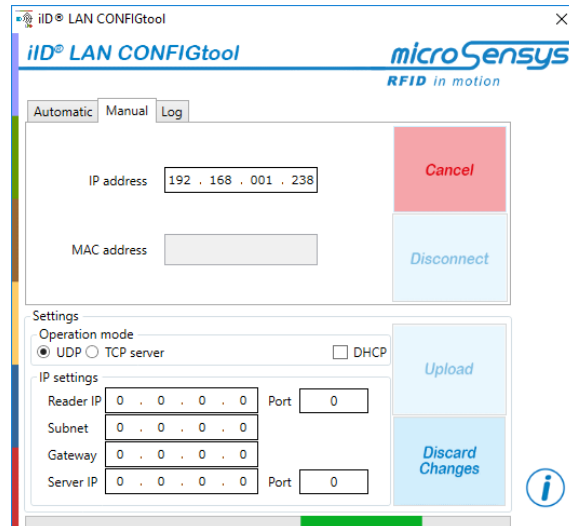 iID® LAN CONFIGtool
iID® LAN CONFIGtool
microSensys
RFID in motion
Automatic Manual Log
IP address 192 . 168 . 001 . 238
Cancel
MAC address
Disconnect
Settings
Operation mode
UDP TCP server DHCP
Upload
IP settings
Reader IP 0 . 0 . 0 . 0 Port 0
Subnet 0 . 0 . 0 . 0
Gateway 0 . 0 . 0 . 0
Server IP 0 . 0 . 0 . 0 Port 0
Discard
Changes
i